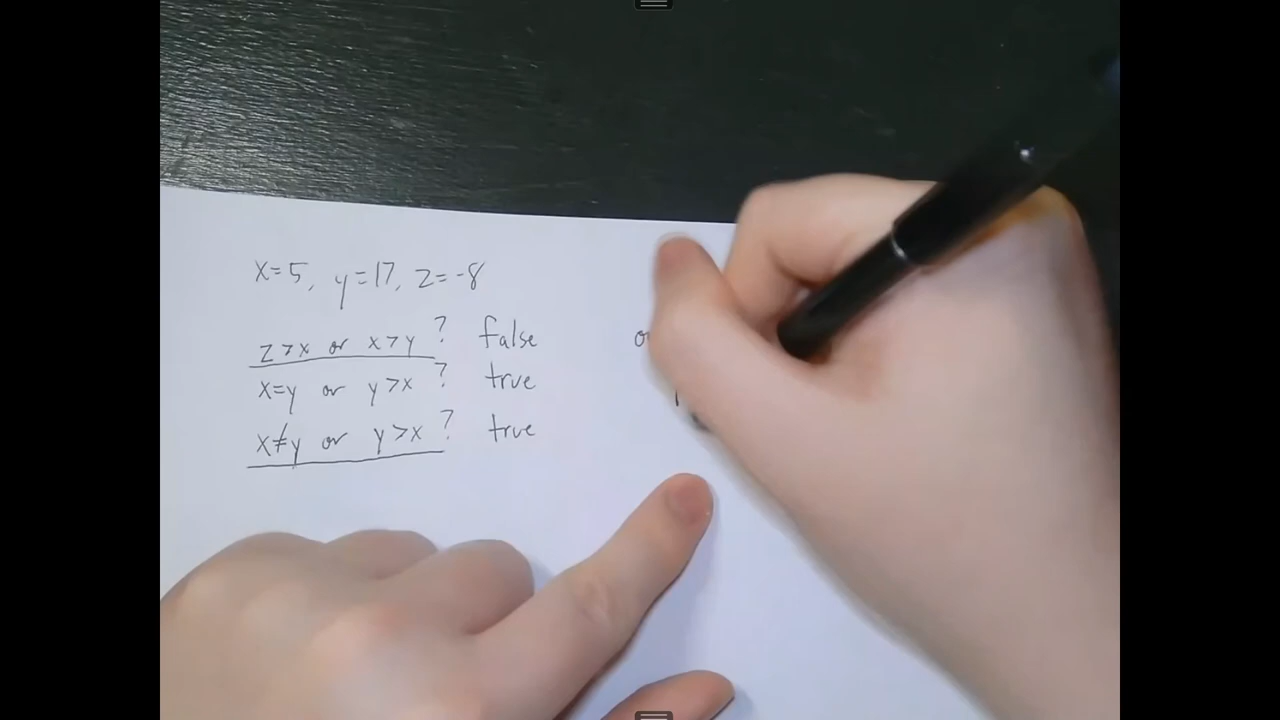 x=5, y=17, z=-8
z>x or x>y ? false
x=y or y>x ? true
x≠y or y>x ? true